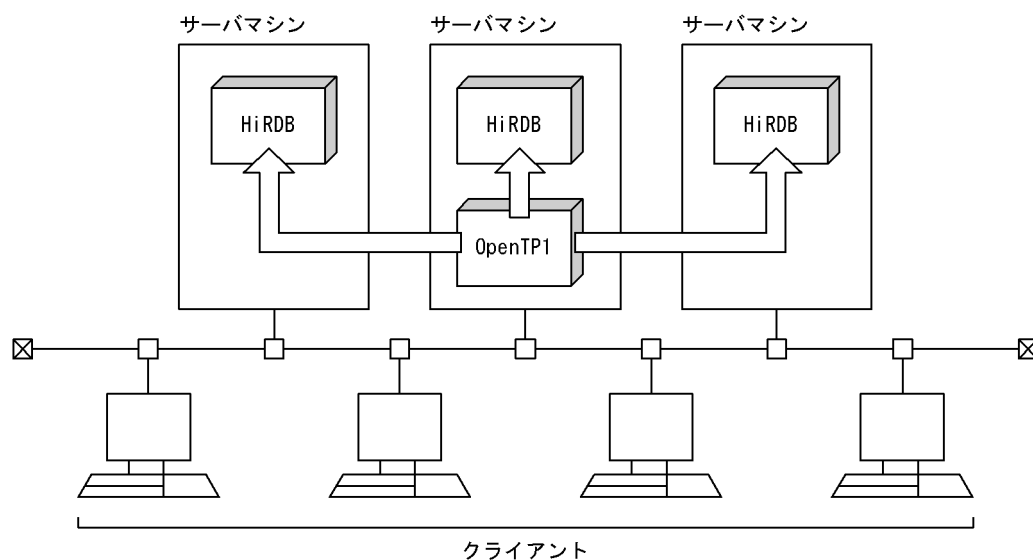 サーバマシン
サーバマシン
サーバマシン
HiRDB
HiRDB
HiRDB
OpenTP1
クライアント